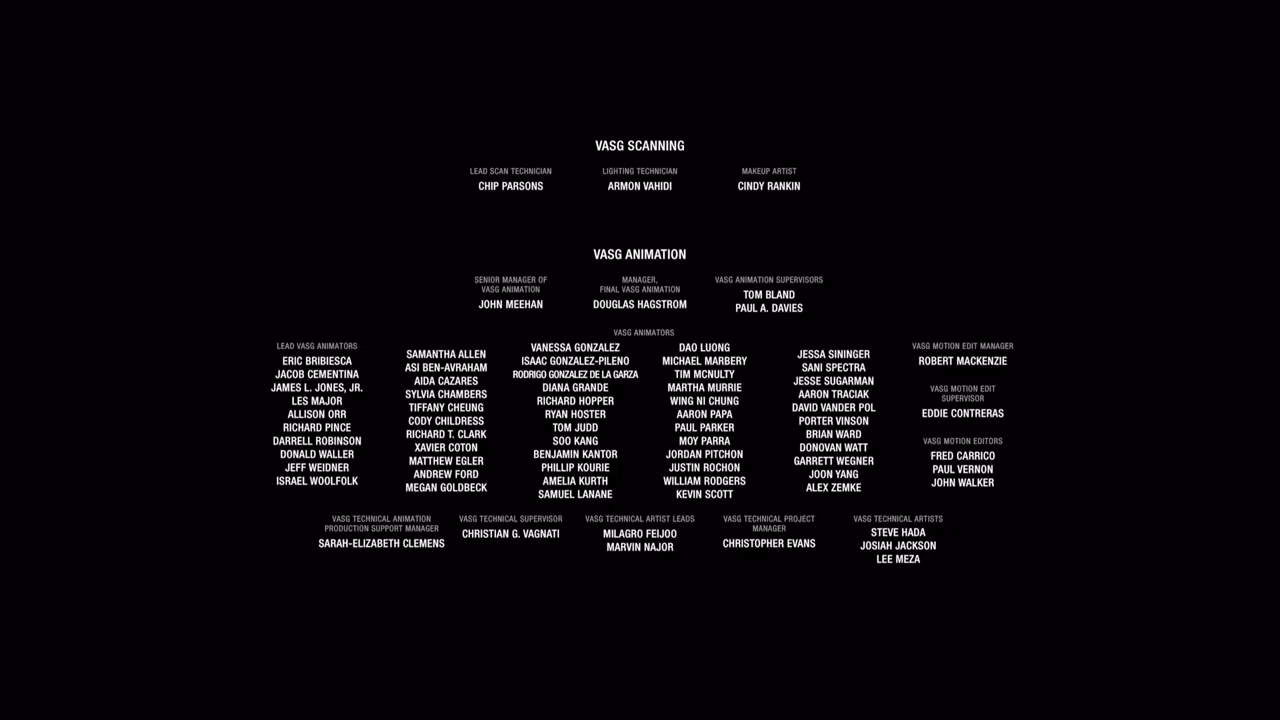 VASG SCANNING
LEAD SCAN TECHNICIAN
CHIP PARSONS
LIGHTING TECHNICIAN
ARMON VAHIDI
MAKEUP ARTIST
CINDY RANKIN
VASG ANIMATION
SENIOR MANAGER OF
VASG ANIMATION
JOHN MEEHAN
MANAGER,
FINAL VASG ANIMATION
DOUGLAS HAGSTROM
VASG ANIMATION SUPERVISORS
TOM BLAND
PAUL A. DAVIES
LEAD VASG ANIMATORS
ERIC BRIBIESCA
JACOB CEMENTINA
JAMES L. JONES, JR.
LES MAJOR
ALLISON ORR
RICHARD PINCE
DARRELL ROBINSON
DONALD WALLER
JEFF WEIDNER
ISRAEL WOOLFOLK
VASG ANIMATORS
SAMANTHA ALLEN
ASI BEN-AVRAHAM
AIDA CAZARES
SYLVIA CHAMBERS
TIFFANY CHEUNG
CODY CHILDRESS
RICHARD T. CLARK
XAVIER COTON
MATTHEW EGLER
ANDREW FORD
MEGAN GOLDBECK
VANESSA GONZALEZ
ISAAC GONZALEZ-PILENO
RODRIGO GONZALEZ DE LA GARZA
DIANA GRANDE
RICHARD HOPPER
RYAN HOSTER
TOM JUDD
SOO KANG
BENJAMIN KANTOR
PHILLIP KOURIE
AMELIA KURTH
SAMUEL LANANE
DAO LUONG
MICHAEL MARBERY
TIM MCNULTY
MARTHA MURRIE
WING NI CHUNG
AARON PAPA
PAUL PARKER
MOY PARRA
JORDAN PITCHON
JUSTIN ROCHON
WILLIAM RODGERS
KEVIN SCOTT
JESSA SININGER
SANI SPECTRA
JESSE SUGARMAN
AARON TRACIAK
DAVID VANDER POL
PORTER VINSON
BRIAN WARD
DONOVAN WATT
GARRETT WEGNER
JOON YANG
ALEX ZEMKE
VASG MOTION EDIT MANAGER
ROBERT MACKENZIE
VASG MOTION EDIT
SUPERVISOR
EDDIE CONTRERAS
VASG MOTION EDITORS
FRED CARRICO
PAUL VERNON
JOHN WALKER
VASG TECHNICAL ANIMATION
PRODUCTION SUPPORT MANAGER
SARAH-ELIZABETH CLEMENS
VASG TECHNICAL SUPERVISOR
CHRISTIAN G. VAGNATI
VASG TECHNICAL ARTIST LEADS
MILAGRO FEIJOO
MARVIN NAJOR
VASG TECHNICAL PROJECT
MANAGER
CHRISTOPHER EVANS
VASG TECHNICAL ARTISTS
STEVE HADA
JOSIAH JACKSON
LEE MEZA